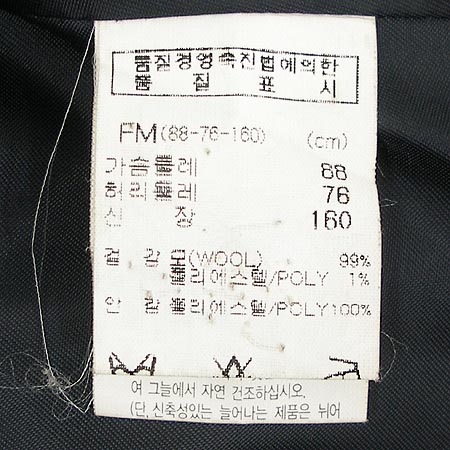 품질경영촉진법에의한
품 질 표 시
FM(88-76-160) (cm)
가슴둘레 88
허리둘레 76
신 장 160
겉 감 모(WOOL) 99%
폴리에스텔/POLY 1%
안 감 폴리에스텔/POLY100%
여 그늘에서 자연 건조하십시오.
(단, 신축성있는 늘어나는 제품은 뉘어